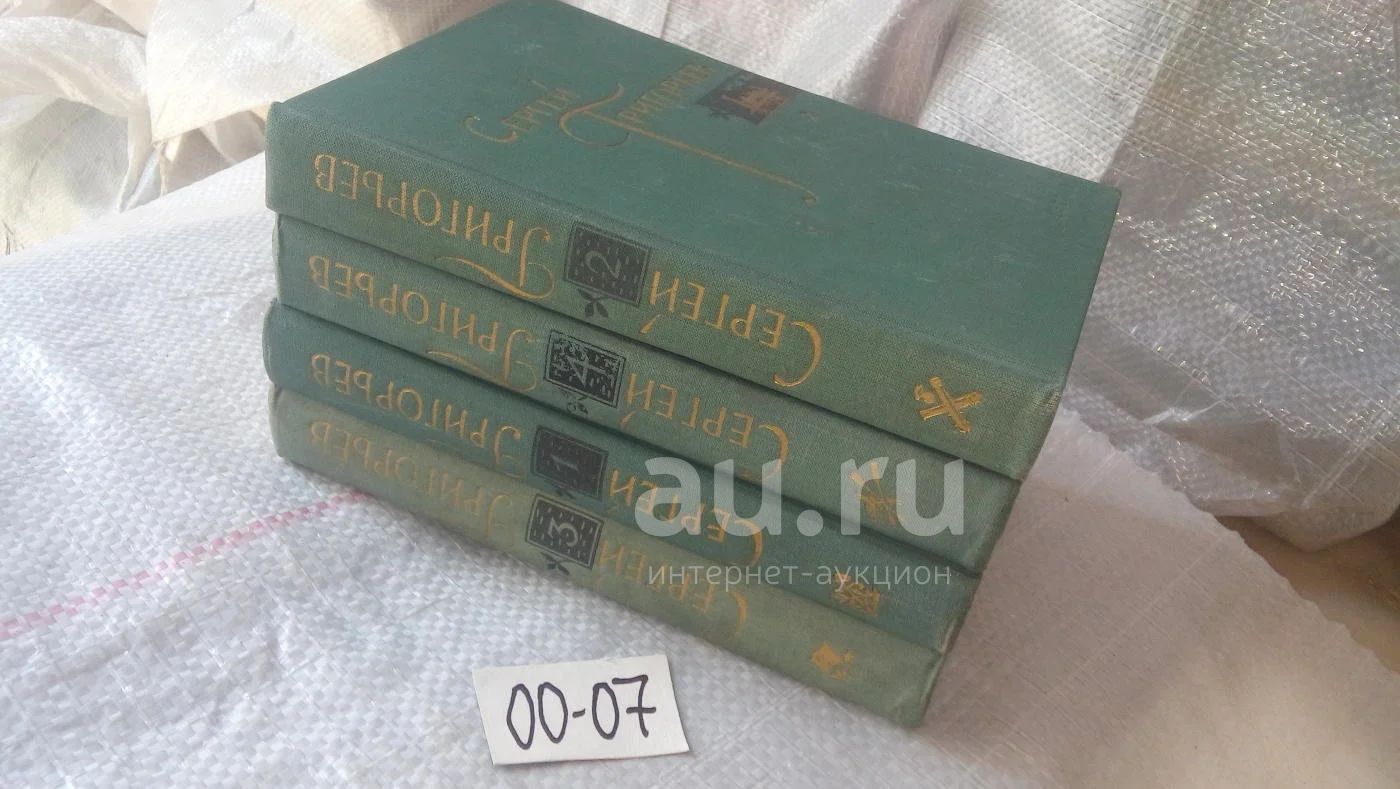 Сергей
Григорьев
Сергей 2 Григорьев
Сергей 4 Григорьев
Сергей 1 Григорьев
Сергей 3 Григорьев
au.ru
интернет-аукцион
00-07